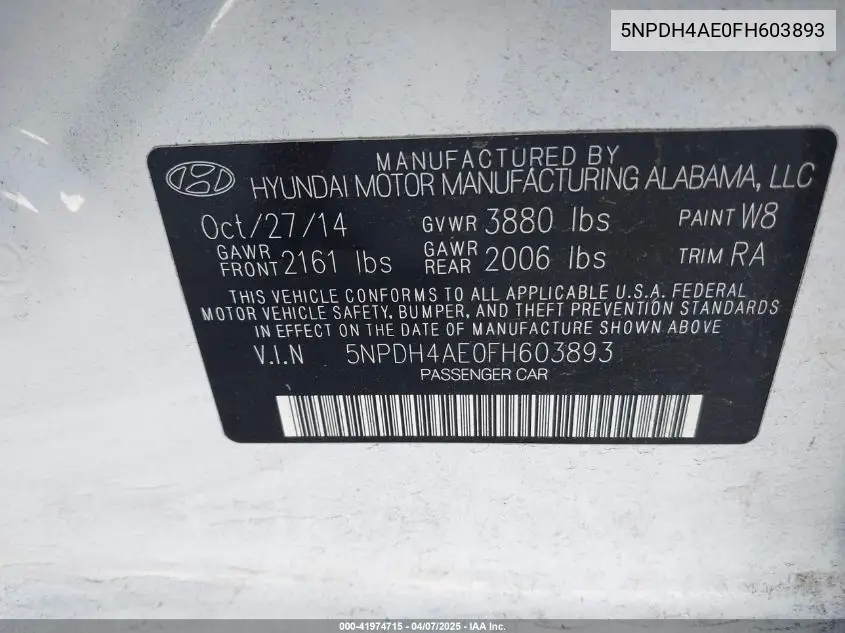 5NPDH4AE0FH603893
MANUFACTURED BY
HYUNDAI MOTOR MANUFACTURING ALABAMA, LLC
Oct/27/14 GVWR 3880 lbs PAINT W8
GAWR FRONT 2161 lbs GAWR REAR 2006 lbs TRIM RA
THIS VEHICLE CONFORMS TO ALL APPLICABLE U.S.A. FEDERAL
MOTOR VEHICLE SAFETY, BUMPER, AND THEFT PREVENTION STANDARDS
IN EFFECT ON THE DATE OF MANUFACTURE SHOWN ABOVE
V.I.N 5NPDH4AE0FH603893
PASSENGER CAR
000-41974715 - 04/07/2025 - IAA Inc.